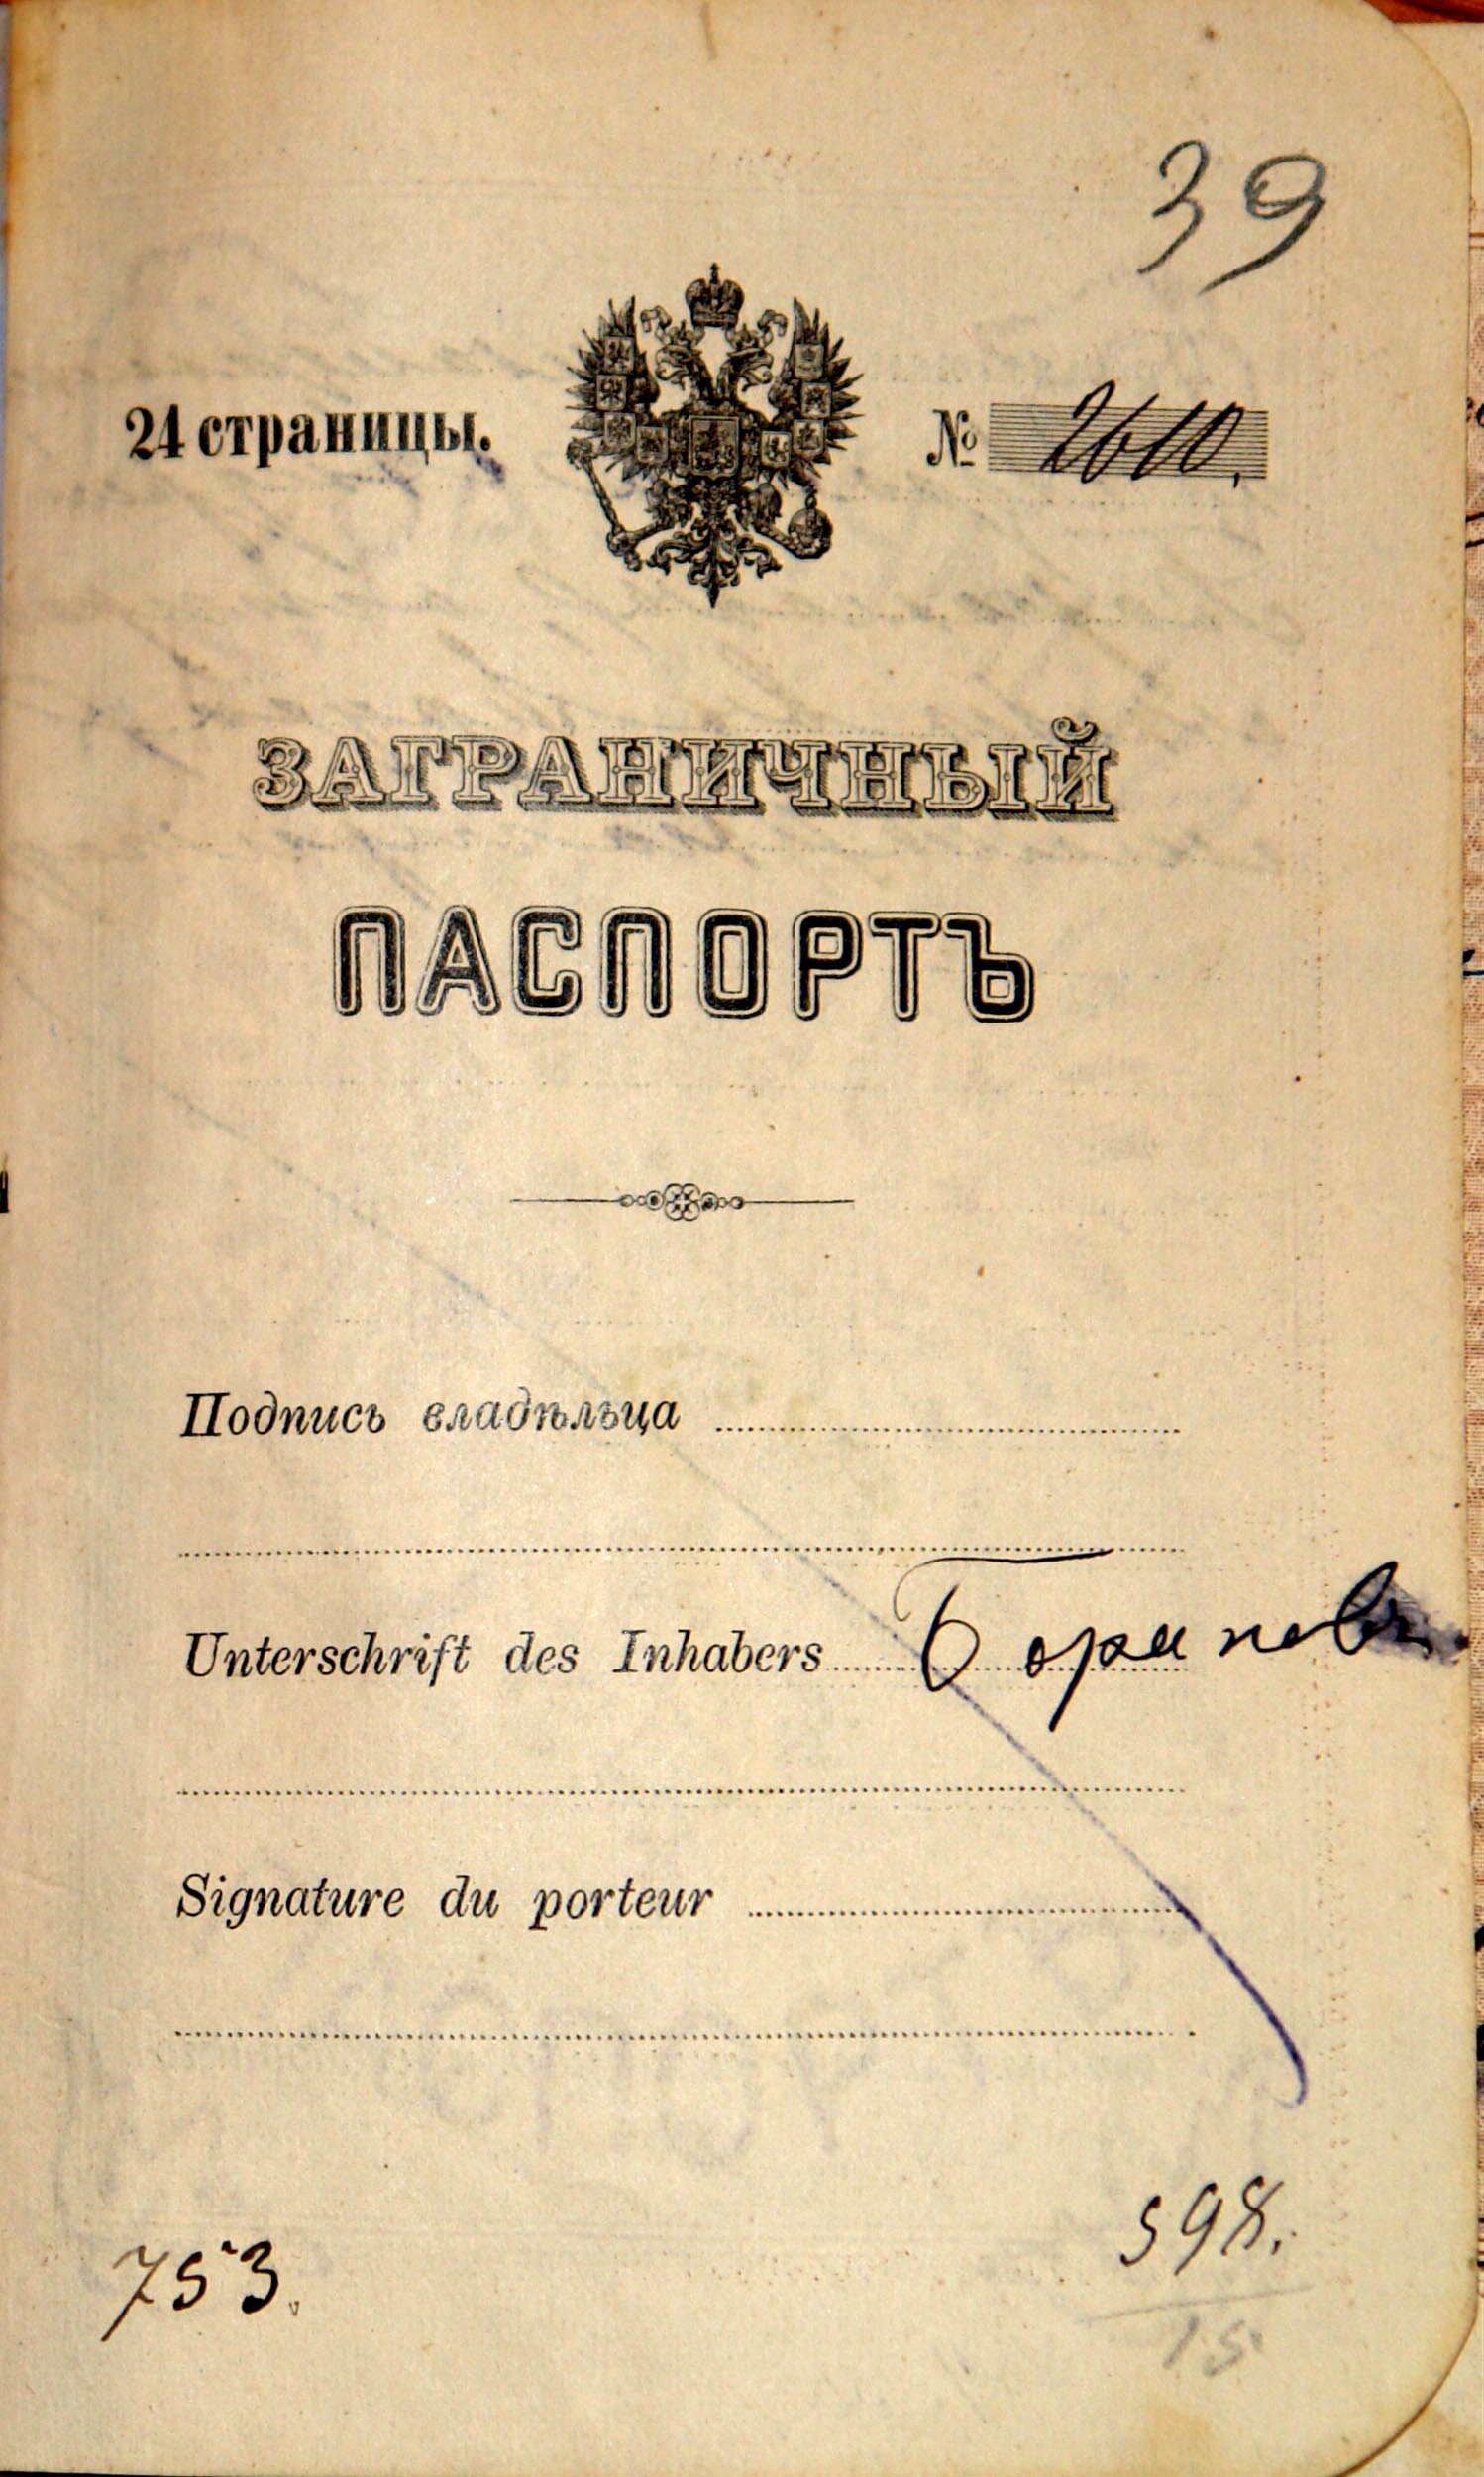 39
24 страницы.
№ 2610.
ЗАГРАНИЧНЫЙ
ПАСПОРТЪ
Подпись владѣльца
Unterschrift des Inhabers
Signature du porteur
598.
15
753.